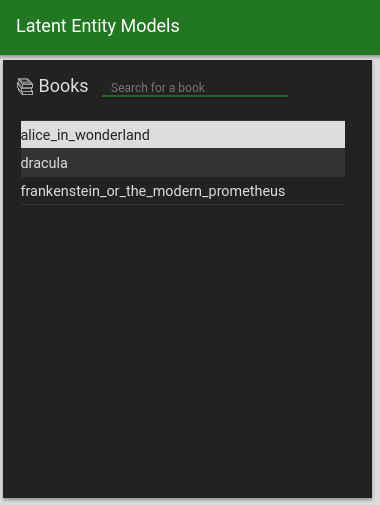 Latent Entity Models
Books
Search for a book
alice_in_wonderland
dracula
frankenstein_or_the_modern_prometheus